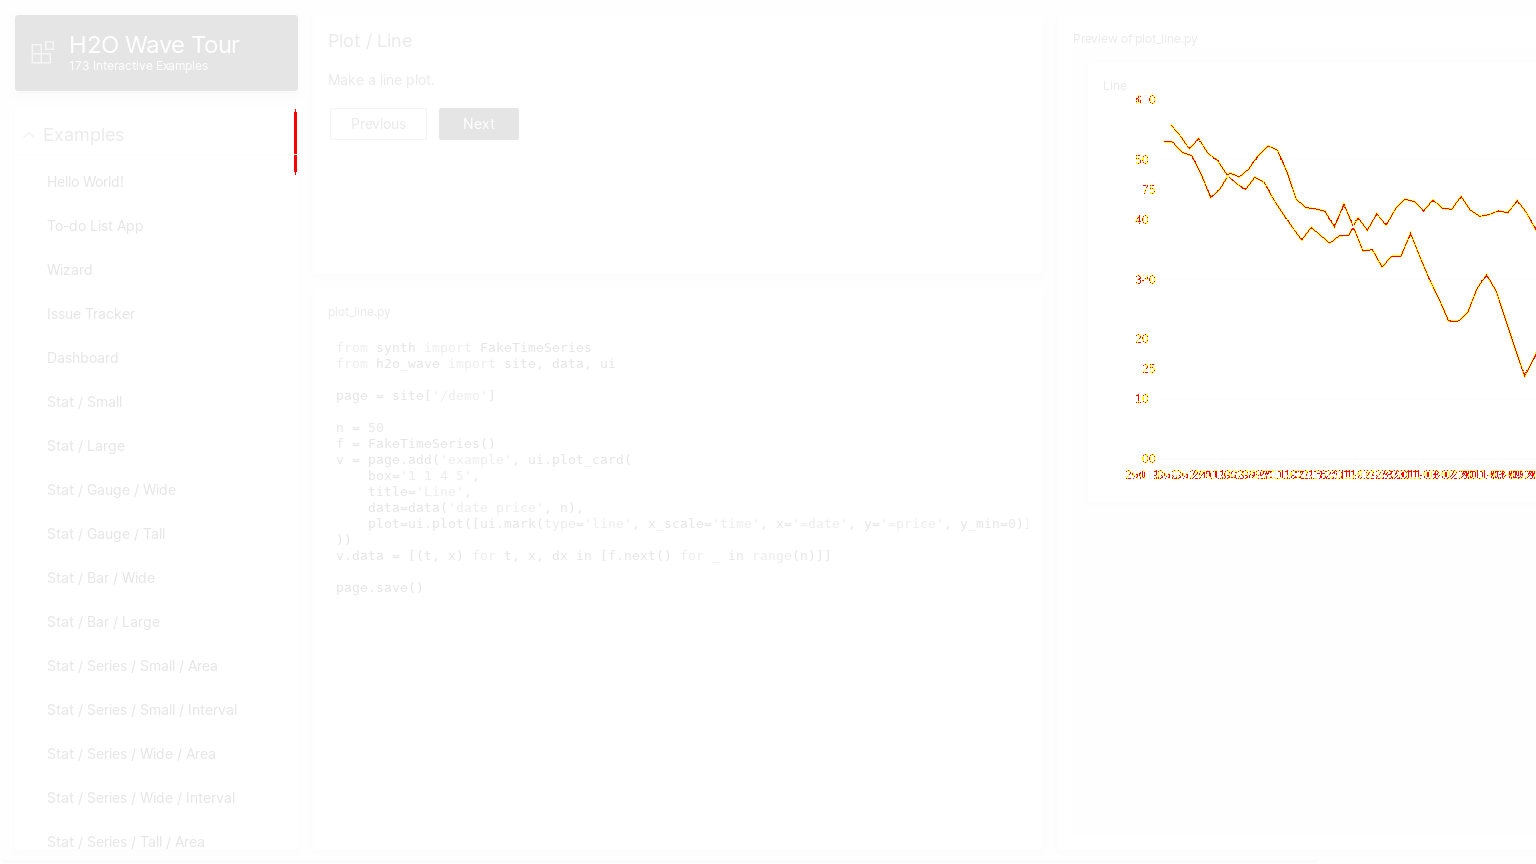 H2O Wave Tour
173 Interactive Examples
Examples
Hello World!
To-do List App
Wizard
Issue Tracker
Dashboard
Stat / Small
Stat / Large
Stat / Gauge / Wide
Stat / Gauge / Tall
Stat / Bar / Wide
Stat / Bar / Large
Stat / Series / Small / Area
Stat / Series / Small / Interval
Stat / Series / Wide / Area
Stat / Series / Wide / Interval
Stat / Series / Tall / Area
Plot / Line
Make a line plot.
Previous Next
plot_line.py
from synth import FakeTimeSeries
from h2o_wave import site, data, ui
page = site['/demo']
n = 50
f = FakeTimeSeries()
v = page.add('example', ui.plot_card(
box='1 1 4 5',
title='Line',
data=data('date price', n),
plot=ui.plot([ui.mark(type='line', x_scale='time', x='=date', y='=price', y_min=0)]
))
v.data = [(t, x) for t, x, dx in [f.next() for _ in range(n)]]
page.save()
Preview of plot_line.py
Line
50
75
40
20
25
10